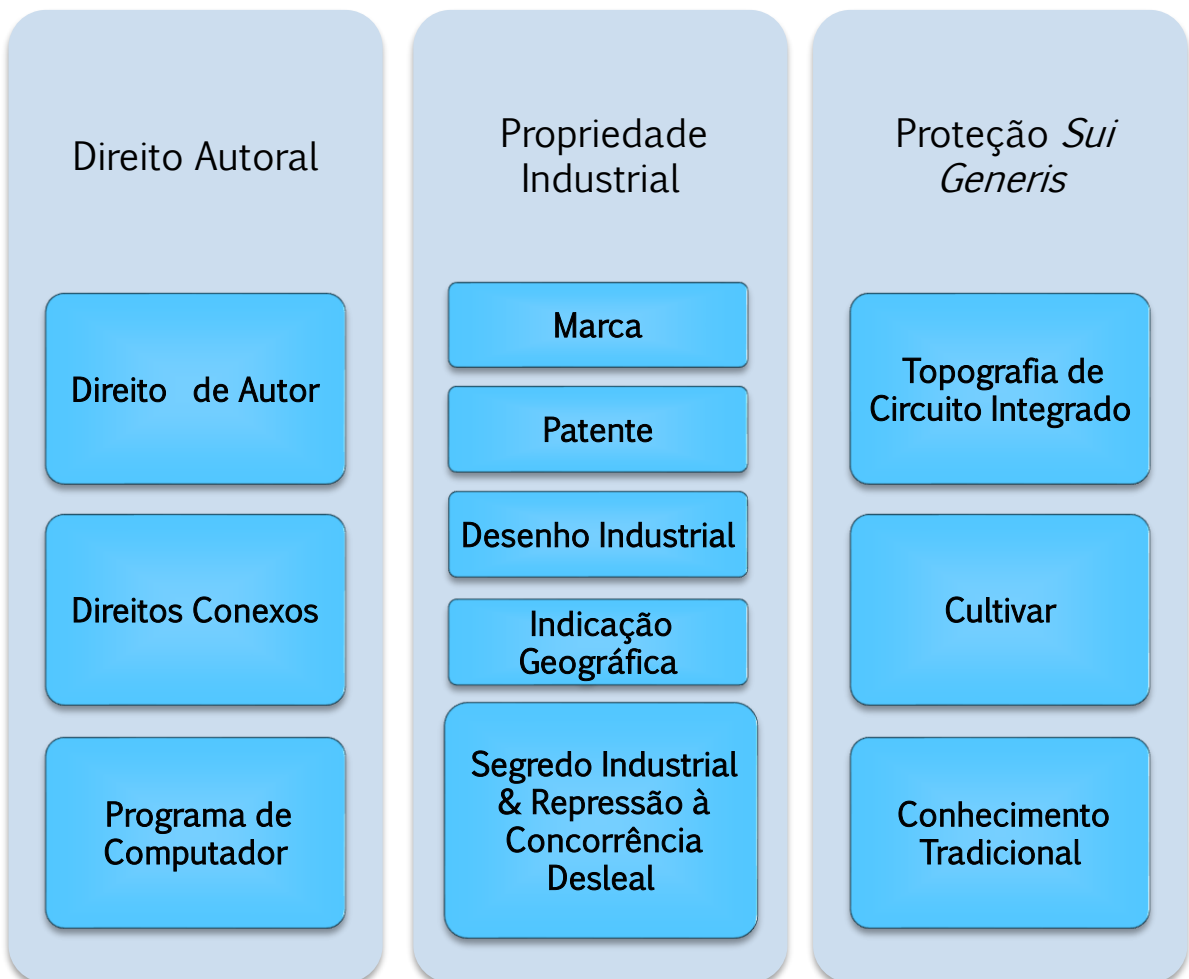 Direito Autoral
Direito de Autor
Direitos Conexos
Programa de
Computador
Propriedade
Industrial
Marca
Patente
Desenho Industrial
Indicação
Geográfica
Segredo Industrial
& Repressão à
Concorrência
Desleal
Proteção Sui
Generis
Topografia de
Circuito Integrado
Cultivar
Conhecimento
Tradicional